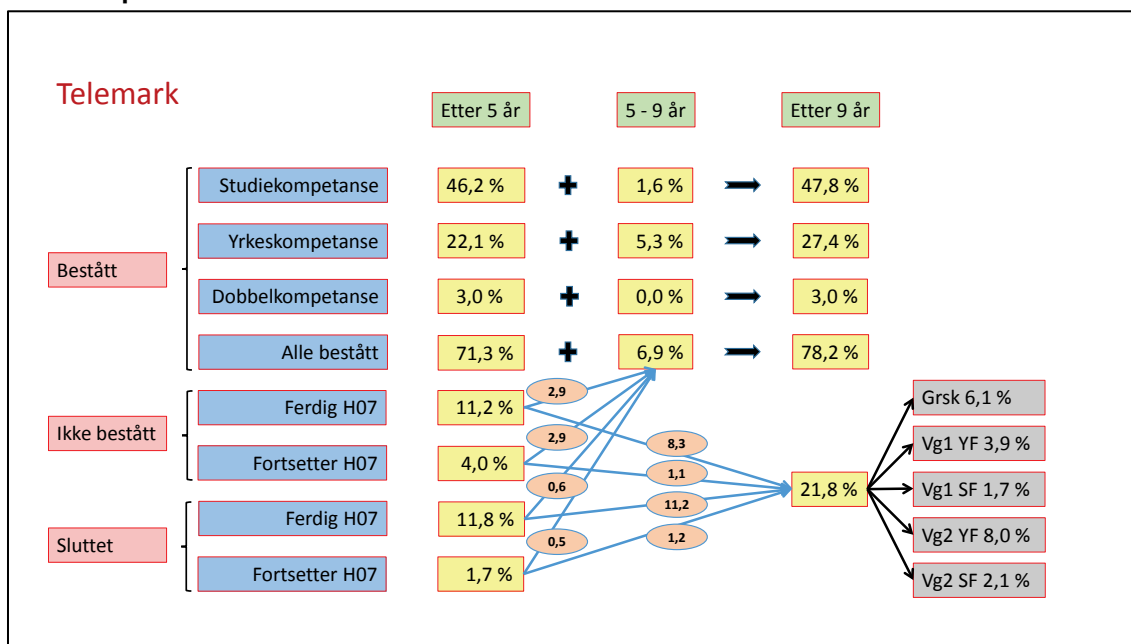 Telemark
Etter 5 år
5 - 9 år
Etter 9 år
Studiekompetanse
46,2 %
1,6 %
47,8 %
Yrkeskompetanse
22,1 %
5,3 %
27,4 %
Bestått
Dobbelkompetanse
3,0 %
0,0 %
3,0 %
Alle bestått
71,3 %
6,9 %
78,2 %
2,9
Ferdig H07
11,2 %
Grsk 6,1 %
Ikke bestått
2,9
8,3
Vg1 YF 3,9 %
Fortsetter H07
4,0 %
1,1
0,6
21,8 %
Vg1 SF 1,7 %
11,2
Ferdig H07
11,8 %
Vg2 YF 8,0 %
Sluttet
0,5
1,2
Fortsetter H07
1,7 %
Vg2 SF 2,1 %